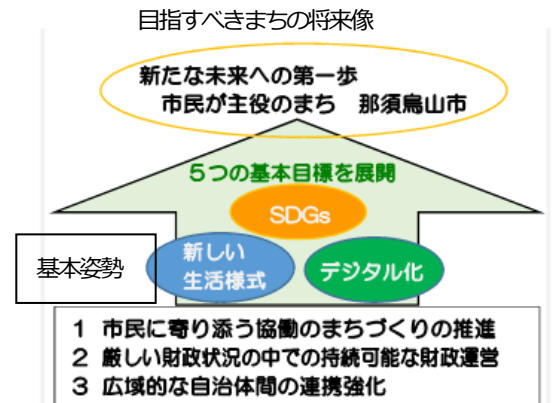 目指すべきまちの将来像
新たな未来への第一歩
市民が主役のまち　那須烏山市
５つの基本目標を展開
SDGs
基本姿勢
新しい
生活様式
デジタル化
１ 市民に寄り添う協働のまちづくりの推進
２ 厳しい財政状況の中での持続可能な財政運営
３ 広域的な自治体間の連携強化